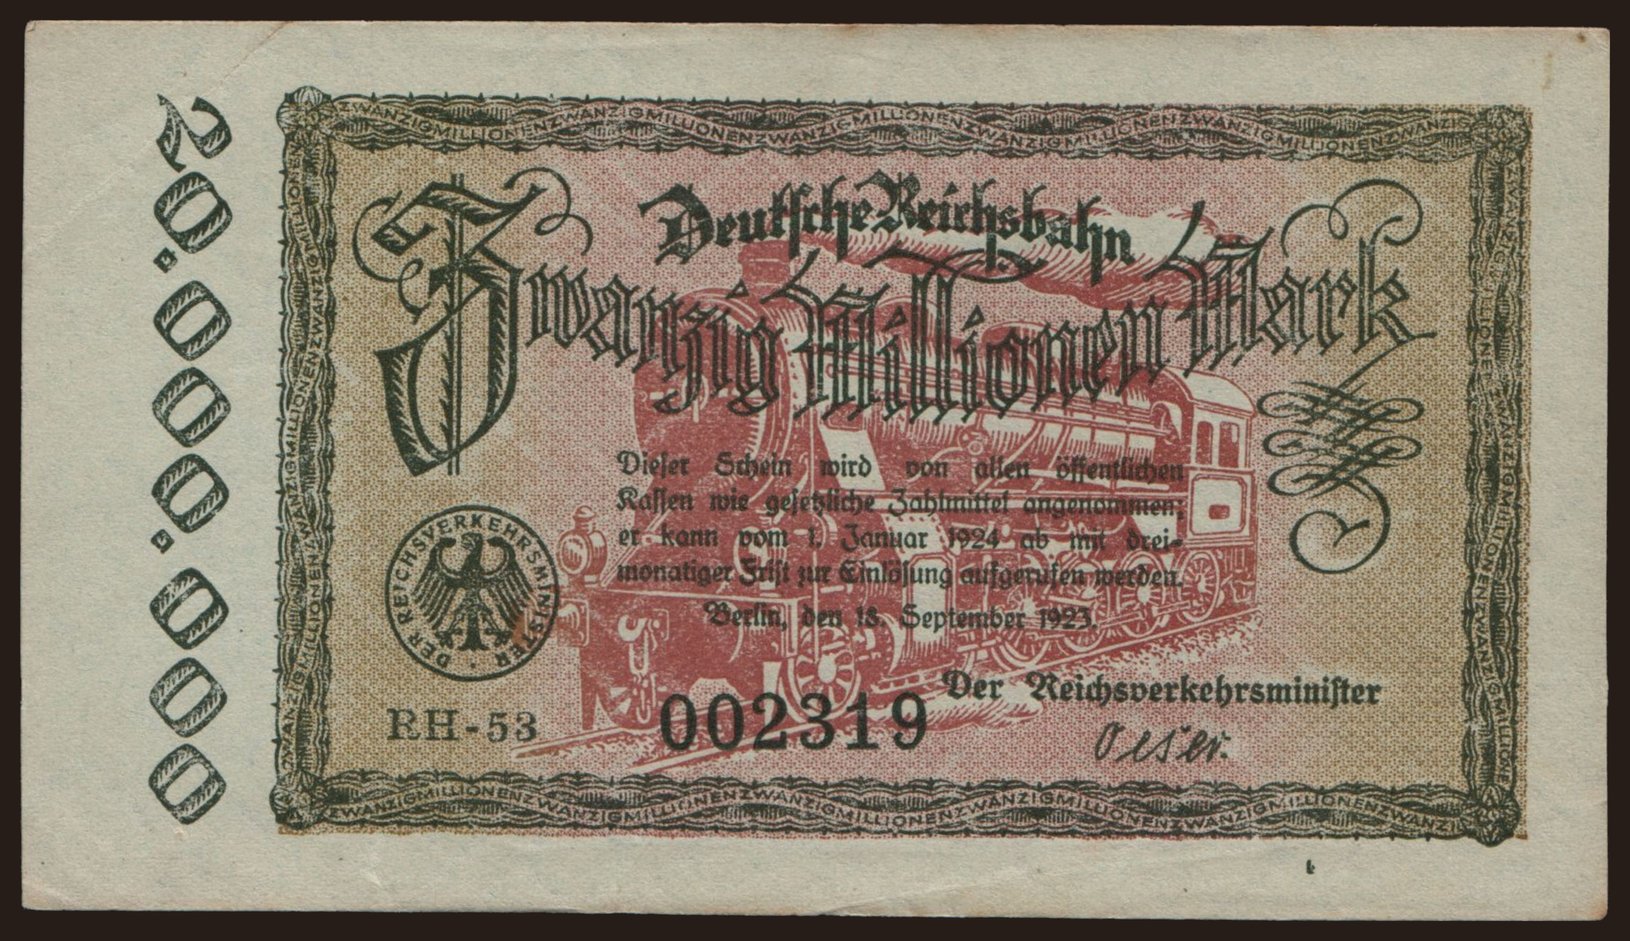 20.000.000
Deutsche Reichsbahn
Zwanzig Millionen Mark
Dieser Schein wird von allen öffentlichen
Kassen wie gesetzliche Zahlmittel angenommen;
er kann vom 1. Januar 1924 ab mit drei-
monatiger Frist zur Einlösung aufgerufen werden.
Berlin, den 18. September 1923.
DER REICHSVERKEHRSMINISTER
Der Reichsverkehrsminister
Oeser.
RH-53
002319
ZWANZIGMILLIONENZWANZIGMILLIONENZWANZIGMILLIONENZWANZIGMILLIONENZWANZI